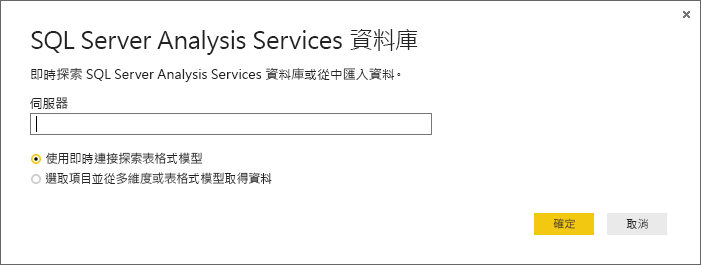 SQL Server Analysis Services 資料庫
即時探索 SQL Server Analysis Services 資料庫或從中匯入資料。
伺服器
使用即時連接探索表格式模型
選取項目並從多維度或表格式模型取得資料
確定 取消